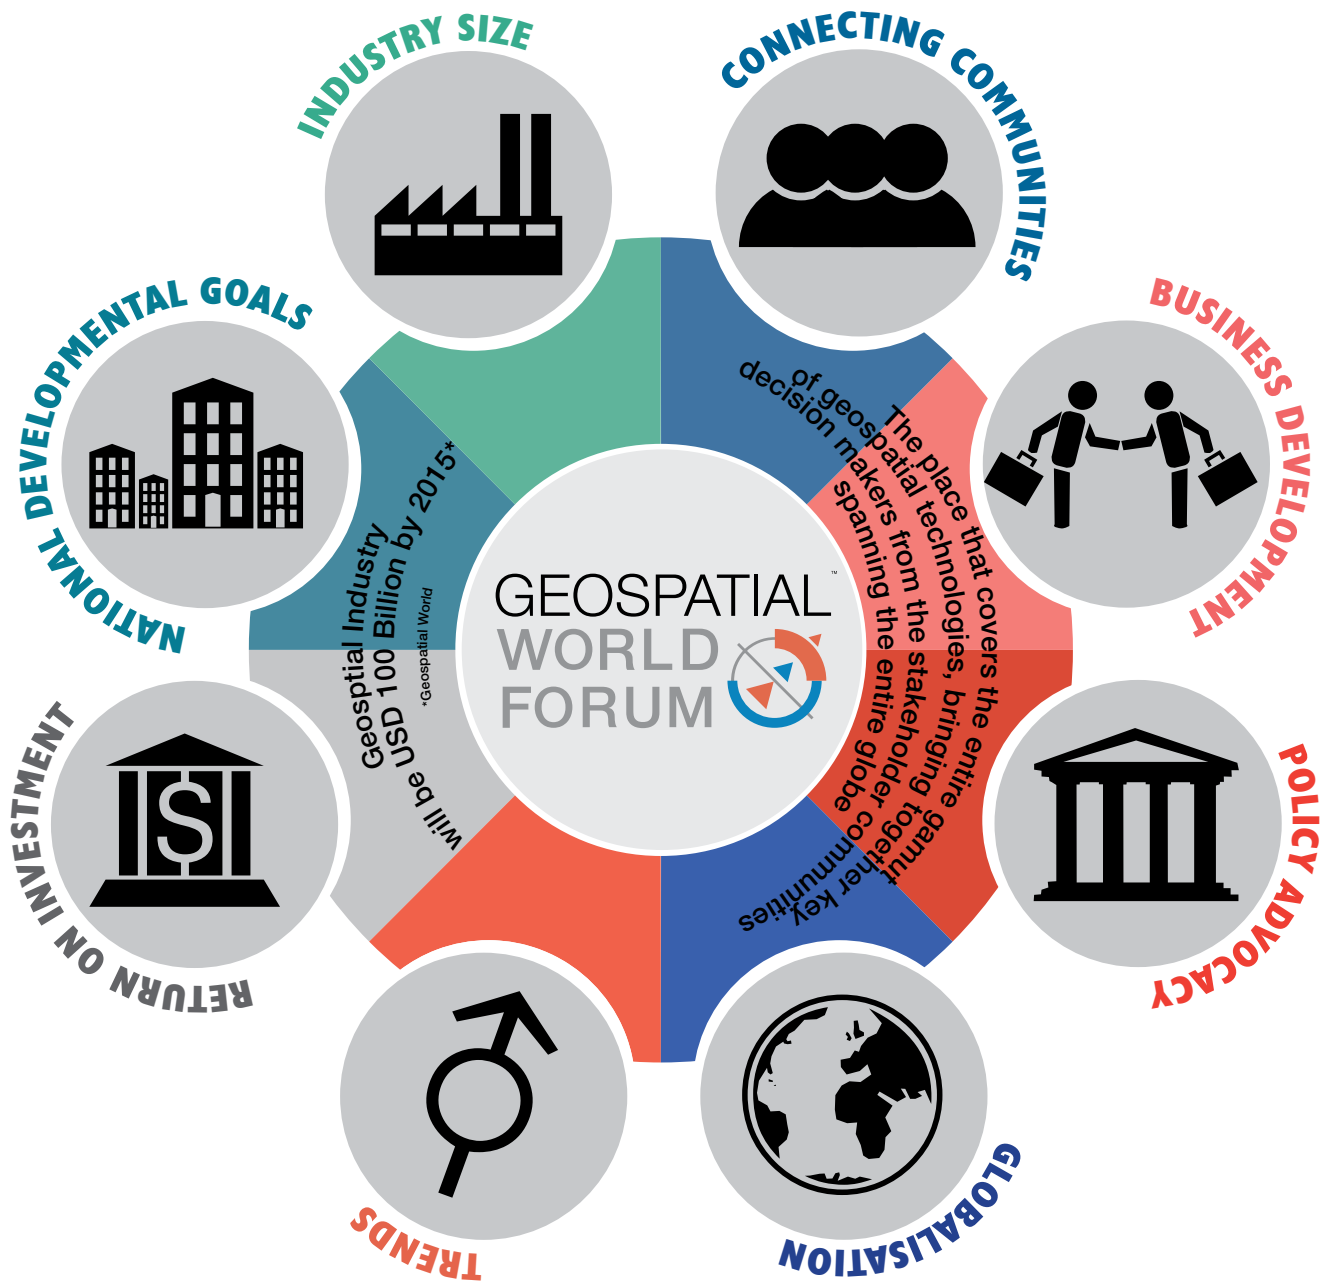 INDUSTRY SIZE
CONNECTING COMMUNITIES
BUSINESS DEVELOPMENT
POLICY ADVOCACY
GLOBALISATION
TRENDS
RETURN ON INVESTMENT
NATIONAL DEVELOPMENTAL GOALS
Geosptial Industry
will be USD 100 Billion by 2015*
*Geospatial World
GEOSPATIAL™
WORLD
FORUM
The place that covers the entire gamut
of geospatial technologies, bringing together key
decision makers from the stakeholder communities
spanning the entire globe